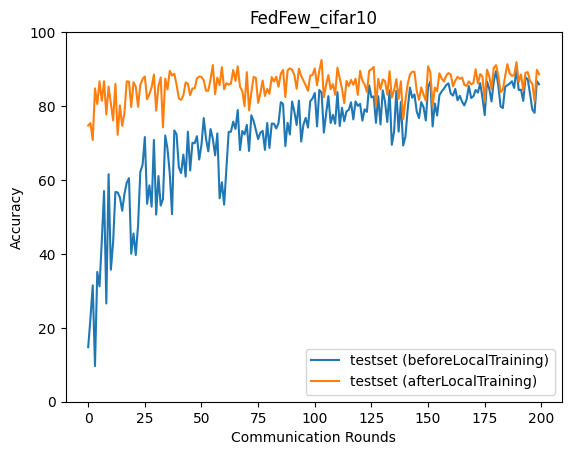 FedFew_cifar10
100
80
60
40
20
0
Accuracy
testset (beforeLocalTraining)
testset (afterLocalTraining)
0 25 50 75 100 125 150 175 200
Communication Rounds